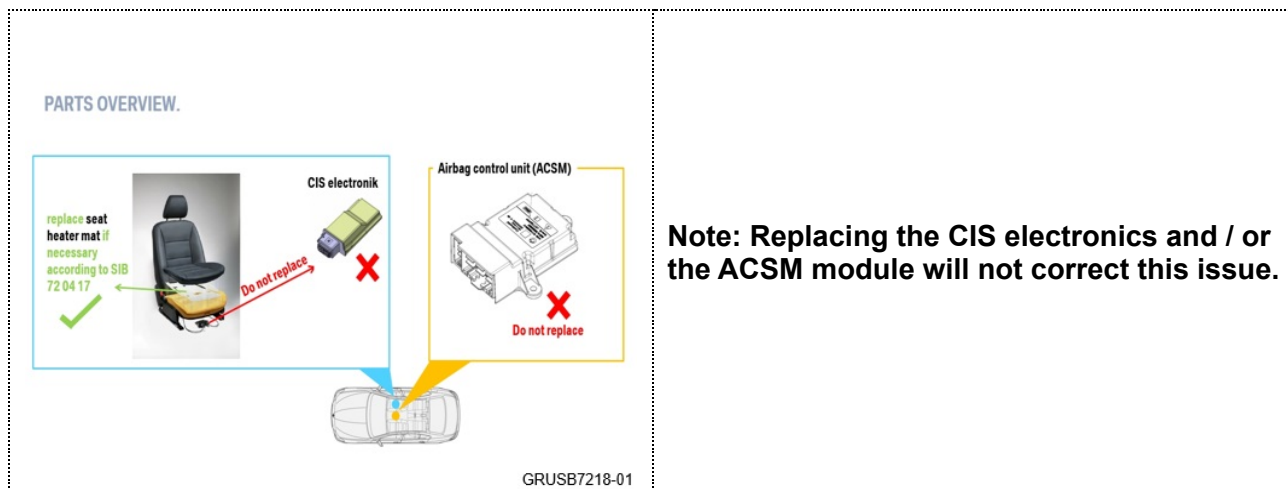 PARTS OVERVIEW.
replace seat
heater mat if
necessary
according to SIB
72 04 17
CIS electronik
Do not replace
Airbag control unit (ACSM)
Do not replace
GRUSB7218-01
Note: Replacing the CIS electronics and / or
the ACSM module will not correct this issue.